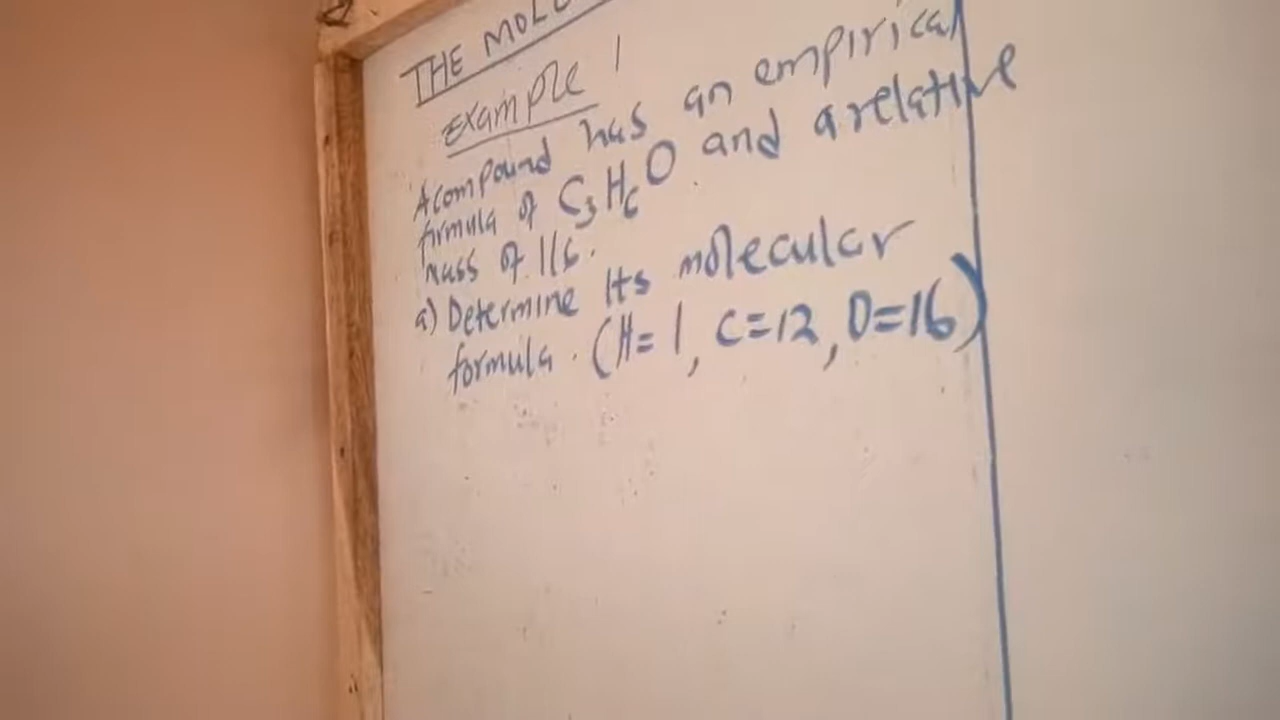 THE MOL
Example 1
A compound has an empirical
formula of C₃H₆O and a relative
mass of 116.
a) Determine Its molecular
formula. (H=1, C=12, O=16)